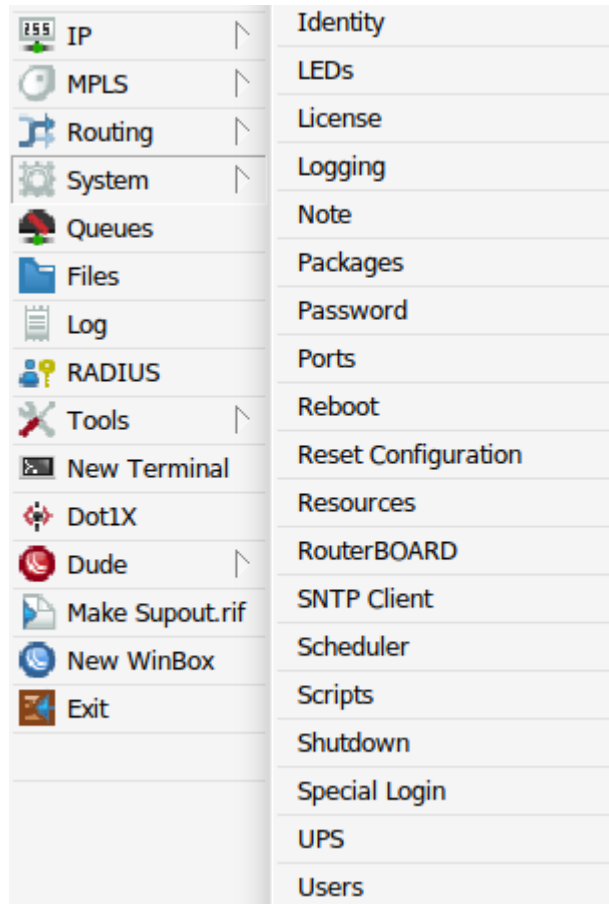 IP
MPLS
Routing
System
Queues
Files
Log
RADIUS
Tools
New Terminal
Dot1X
Dude
Make Supout.rif
New WinBox
Exit
Identity
LEDs
License
Logging
Note
Packages
Password
Ports
Reboot
Reset Configuration
Resources
RouterBOARD
SNTP Client
Scheduler
Scripts
Shutdown
Special Login
UPS
Users